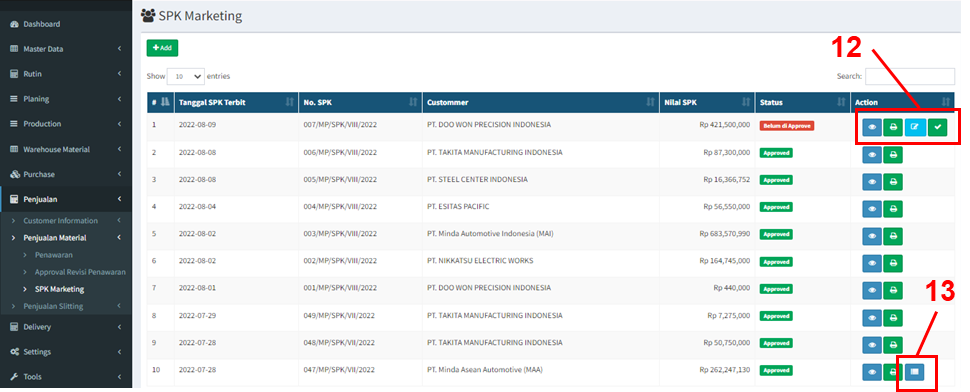 SPK Marketing
Dashboard
Master Data
Rutin
Planing
Production
Warehouse Material
Purchase
Penjualan
Customer Information
Penjualan Material
Penawaran
Approval Revisi Penawaran
SPK Marketing
Penjualan Slitting
Delivery
Settings
Tools
+ Add
12
Show 10 entries Search:
# Tanggal SPK Terbit No. SPK Custommer Nilai SPK Status Action
1 2022-08-09 007/MP/SPK/VIII/2022 PT. DOO WON PRECISION INDONESIA Rp 421,500,000 Belum di Approve
2 2022-08-08 006/MP/SPK/VIII/2022 PT. TAKITA MANUFACTURING INDONESIA Rp 87,300,000 Approved
3 2022-08-08 005/MP/SPK/VIII/2022 PT. STEEL CENTER INDONESIA Rp 16,366,752 Approved
4 2022-08-04 004/MP/SPK/VIII/2022 PT. ESITAS PACIFIC Rp 56,550,000 Approved
5 2022-08-02 003/MP/SPK/VIII/2022 PT. Minda Automotive Indonesia (MAI) Rp 683,570,990 Approved
6 2022-08-02 002/MP/SPK/VIII/2022 PT. NIKKATSU ELECTRIC WORKS Rp 164,745,000 Approved
7 2022-08-01 001/MP/SPK/VIII/2022 PT. DOO WON PRECISION INDONESIA Rp 440,000 Approved
13
8 2022-07-29 049/MP/SPK/VII/2022 PT. TAKITA MANUFACTURING INDONESIA Rp 7,275,000 Approved
9 2022-07-28 048/MP/SPK/VII/2022 PT. TAKITA MANUFACTURING INDONESIA Rp 50,750,000 Approved
10 2022-07-28 047/MP/SPK/VII/2022 PT. Minda Asean Automotive (MAA) Rp 262,247,130 Approved